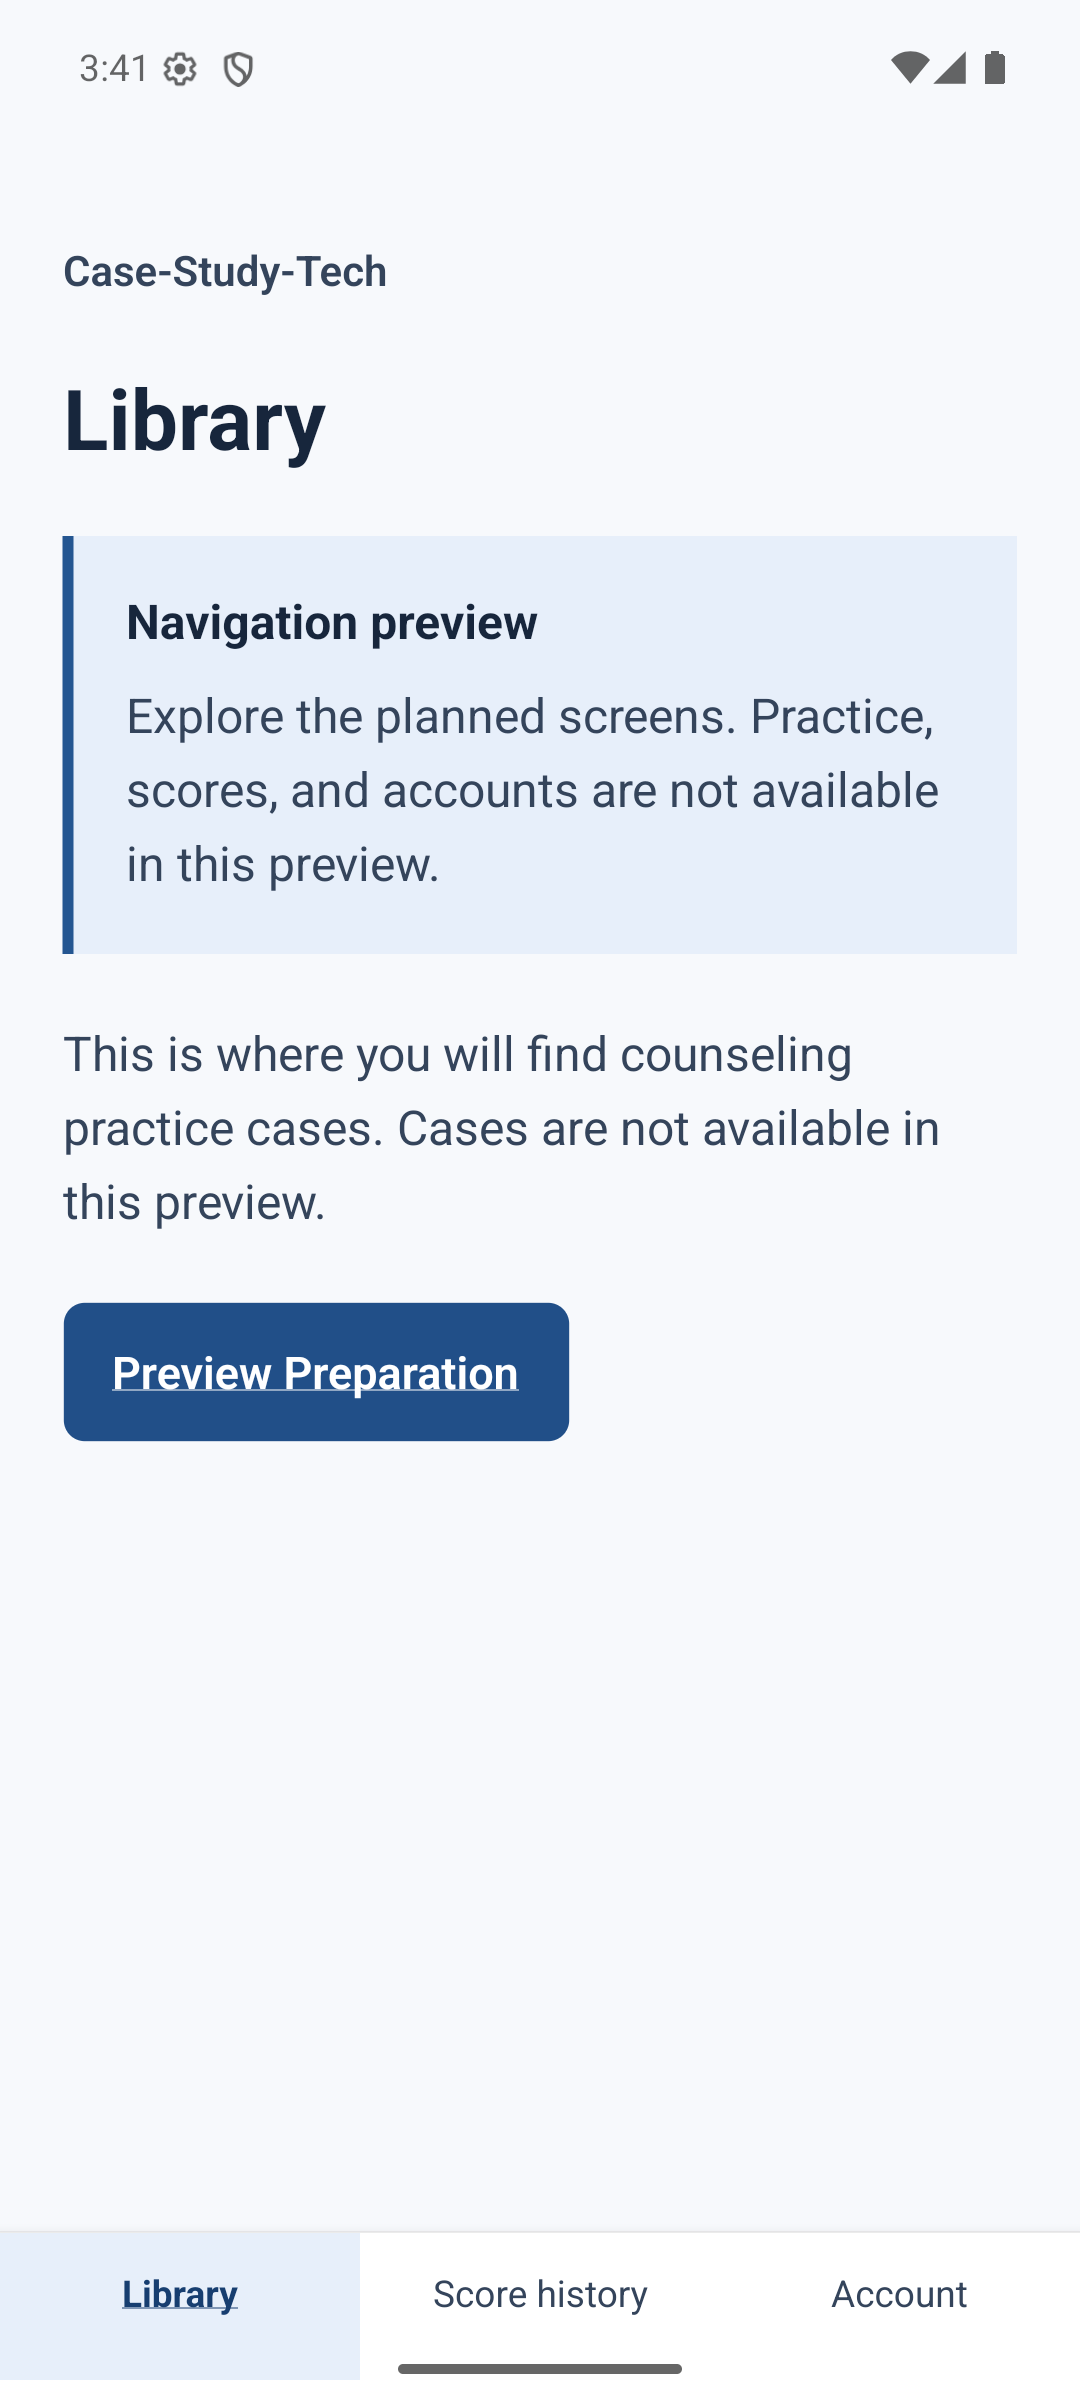 3:41
Case-Study-Tech
Library
Navigation preview
Explore the planned screens. Practice,
scores, and accounts are not available
in this preview.
This is where you will find counseling
practice cases. Cases are not available in
this preview.
Preview Preparation
Library
Score history
Account